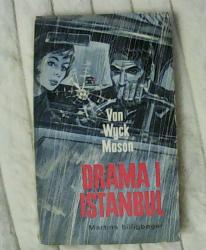 Van
Wyck
Mason
DRAMA I
ISTANBUL
Martins Billigbøger